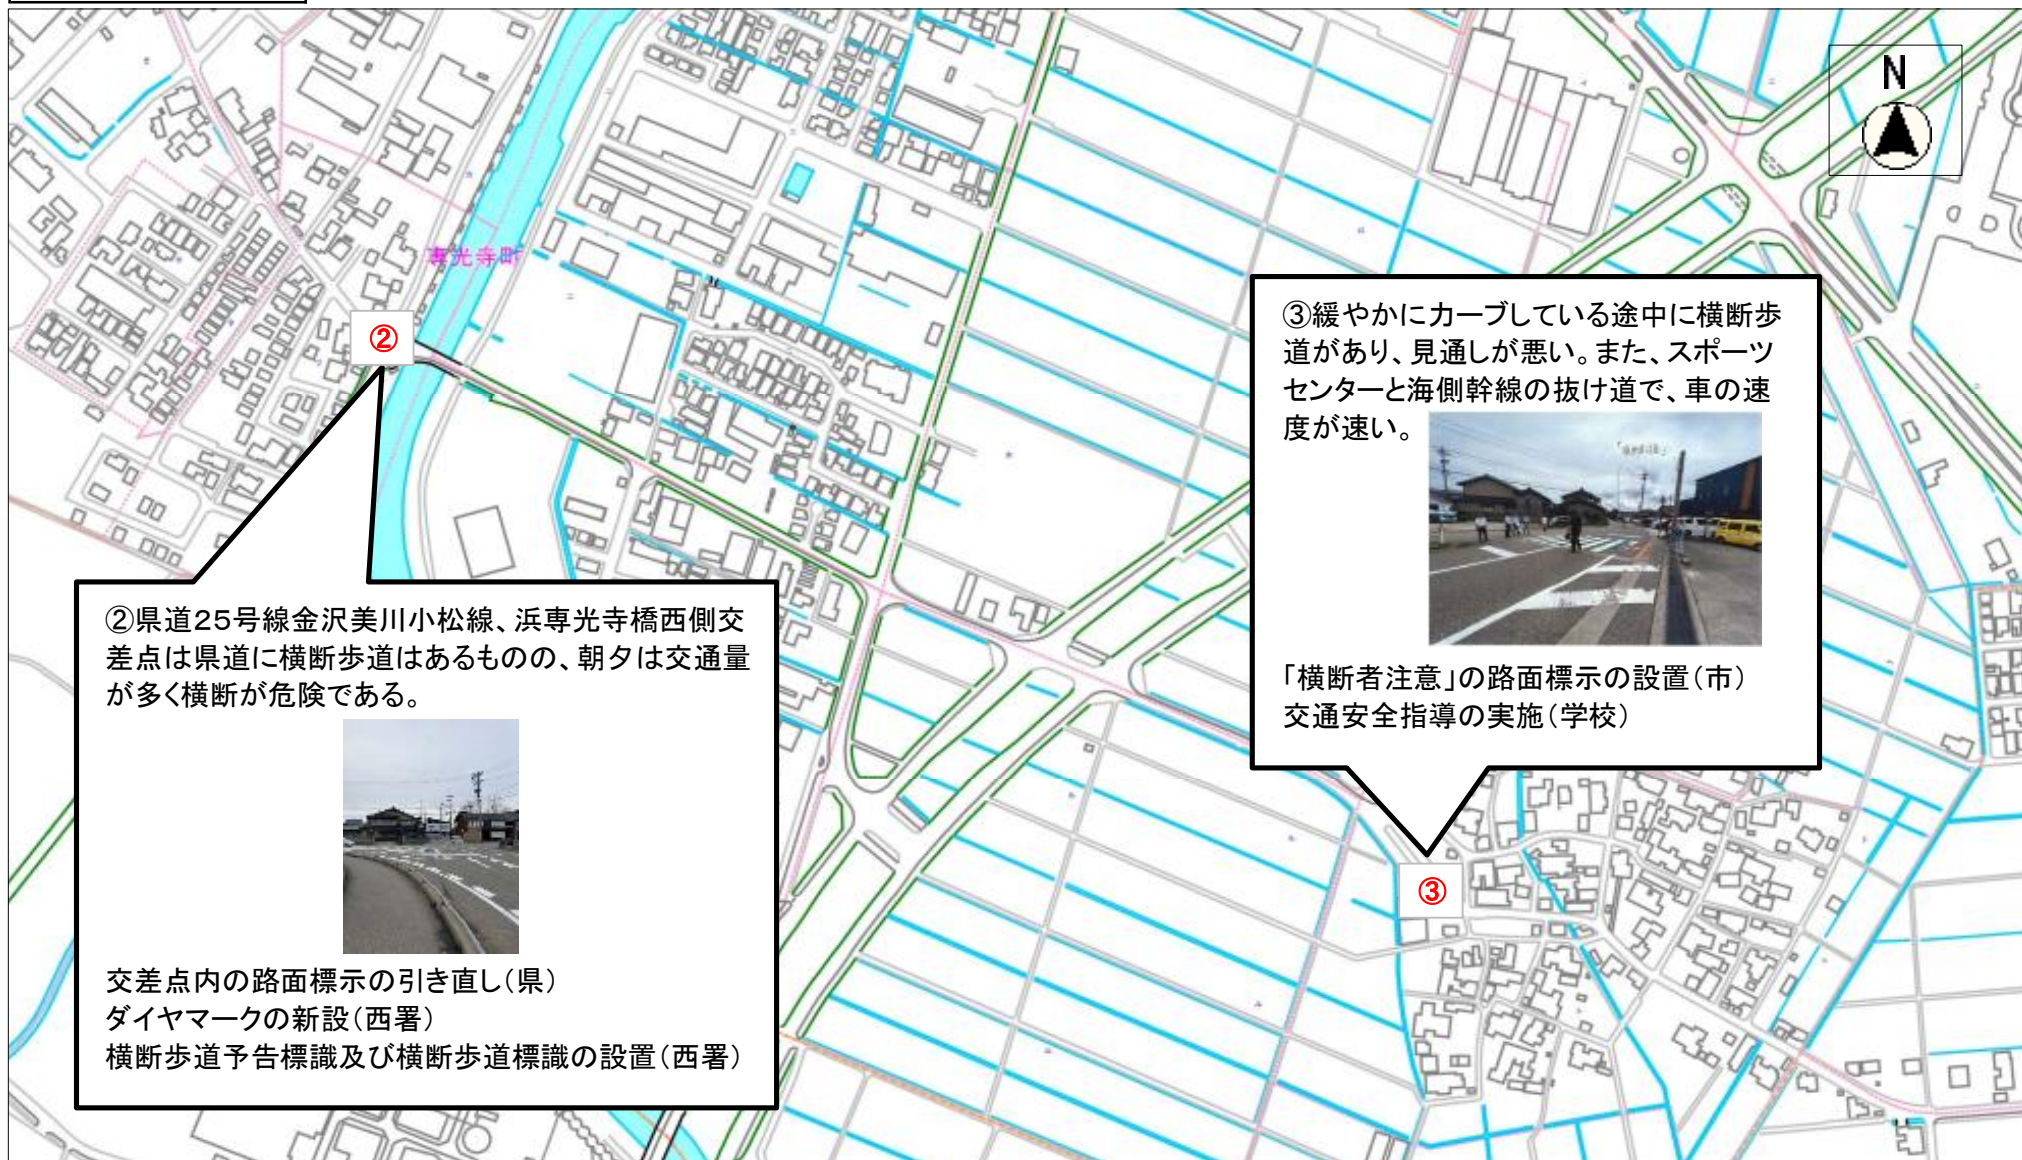 N
専光寺町
②
②県道25号線金沢美川小松線、浜専光寺橋西側交
差点は県道に横断歩道はあるものの、朝夕は交通量
が多く横断が危険である。
交差点内の路面標示の引き直し(県)
ダイヤマークの新設(西署)
横断歩道予告標識及び横断歩道標識の設置(西署)
③緩やかにカーブしている途中に横断歩
道があり、見通しが悪い。また、スポーツ
センターと海側幹線の抜け道で、車の速
度が速い。
「横断者注意」の路面標示の設置(市)
交通安全指導の実施(学校)
③